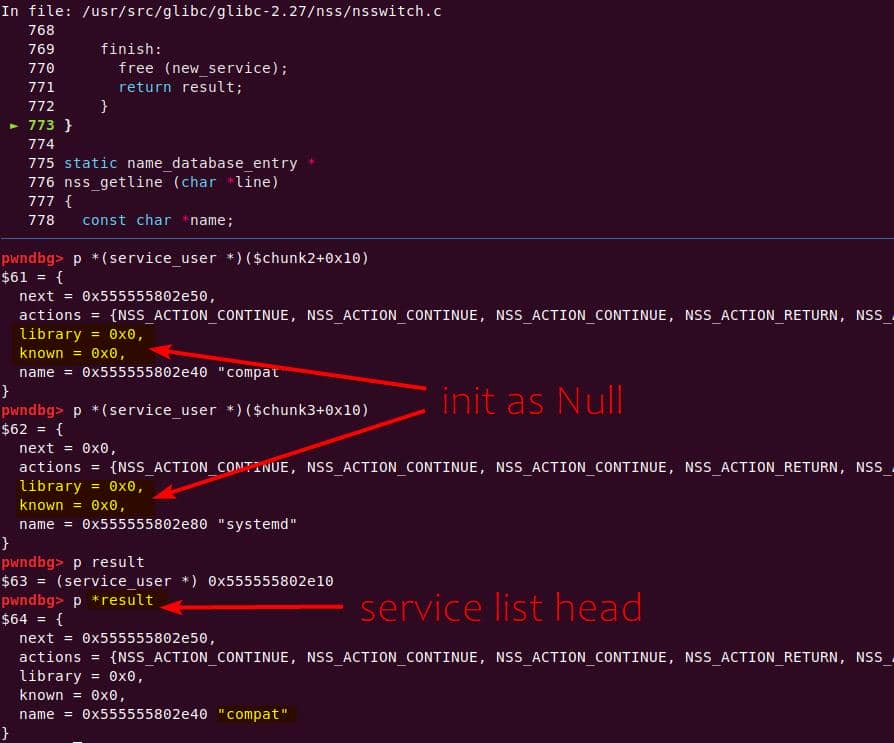 In file: /usr/src/glibc/glibc-2.27/nss/nsswitch.c
768
769 finish:
770 free (new_service);
771 return result;
772 }
► 773 }
774
775 static name_database_entry *
776 nss_getline (char *line)
777 {
778 const char *name;
pwndbg> p *(service_user *)($chunk2+0x10)
$61 = {
next = 0x555555802e50,
actions = {NSS_ACTION_CONTINUE, NSS_ACTION_CONTINUE, NSS_ACTION_CONTINUE, NSS_ACTION_RETURN, NSS_A
library = 0x0,
known = 0x0,
name = 0x555555802e40 "compat
}
init as Null
pwndbg> p *(service_user *)($chunk3+0x10)
$62 = {
next = 0x0,
actions = {NSS_ACTION_CONTINUE, NSS_ACTION_CONTINUE, NSS_ACTION_CONTINUE, NSS_ACTION_RETURN, NSS_A
library = 0x0,
known = 0x0,
name = 0x555555802e80 "systemd"
}
pwndbg> p result
$63 = (service_user *) 0x555555802e10
pwndbg> p *result
service list head
$64 = {
next = 0x555555802e50,
actions = {NSS_ACTION_CONTINUE, NSS_ACTION_CONTINUE, NSS_ACTION_CONTINUE, NSS_ACTION_RETURN, NSS_A
library = 0x0,
known = 0x0,
name = 0x555555802e40 "compat"
}